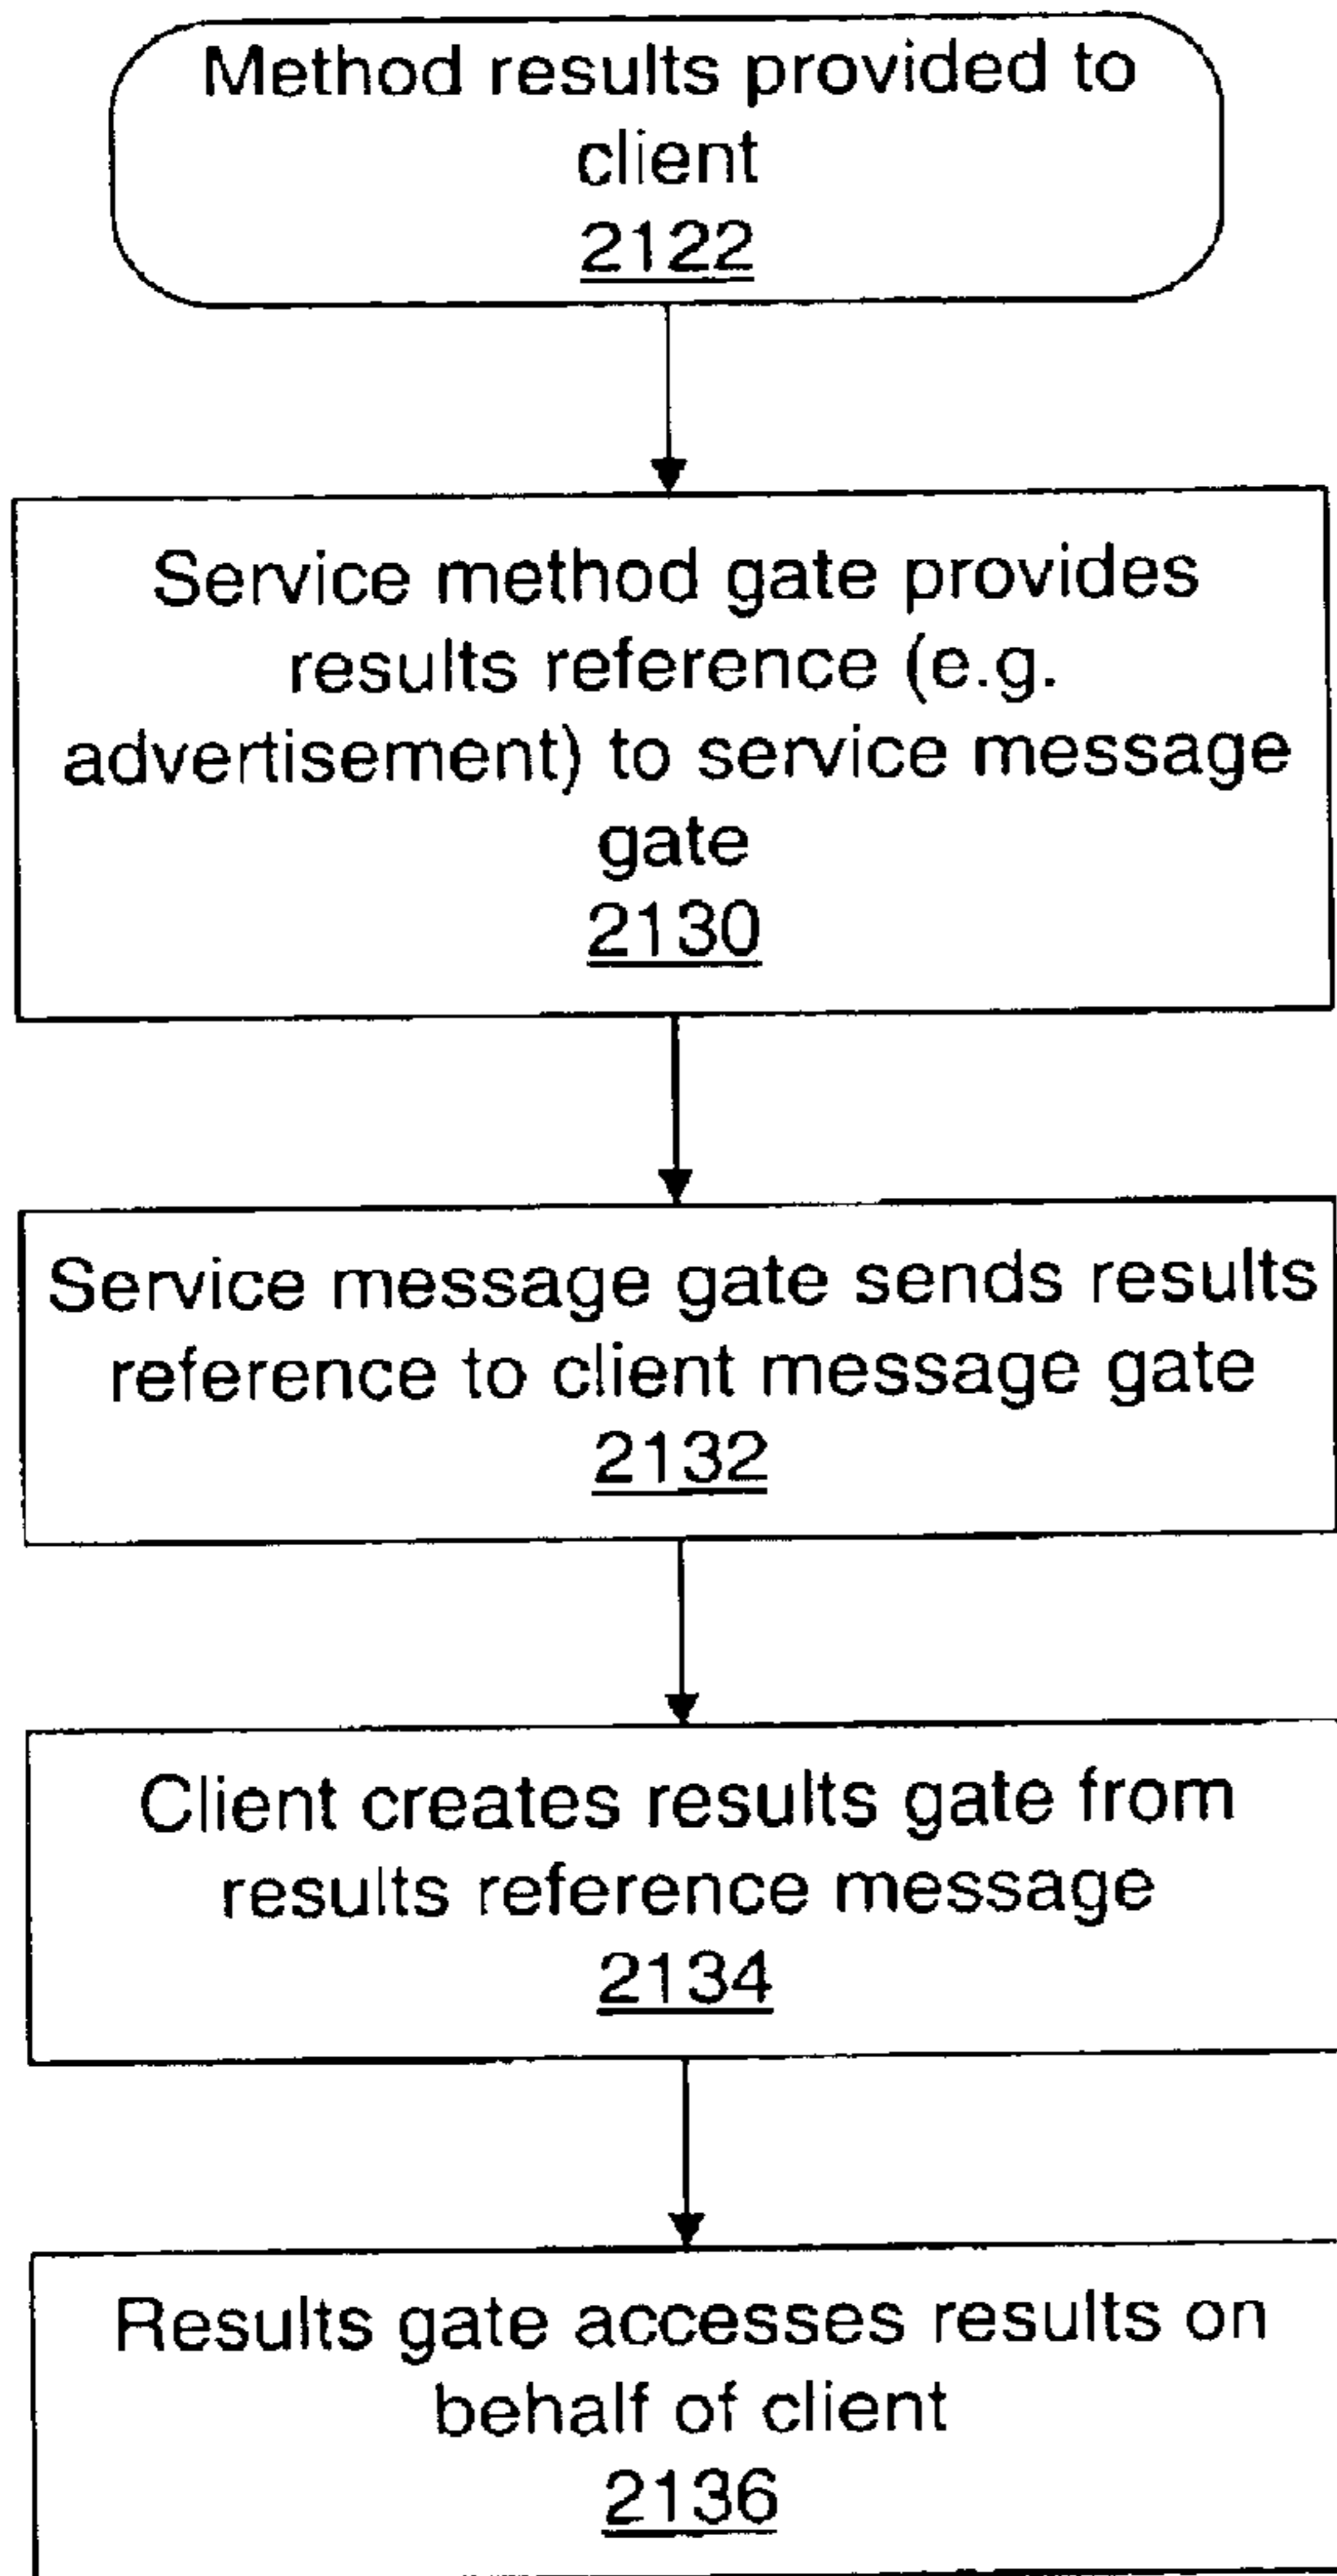 Method results provided to
client
2122
Service method gate provides
results reference (e.g.
advertisement) to service message
gate
2130
Service message gate sends results
reference to client message gate
2132
Client creates results gate from
results reference message
2134
Results gate accesses results on
behalf of client
2136